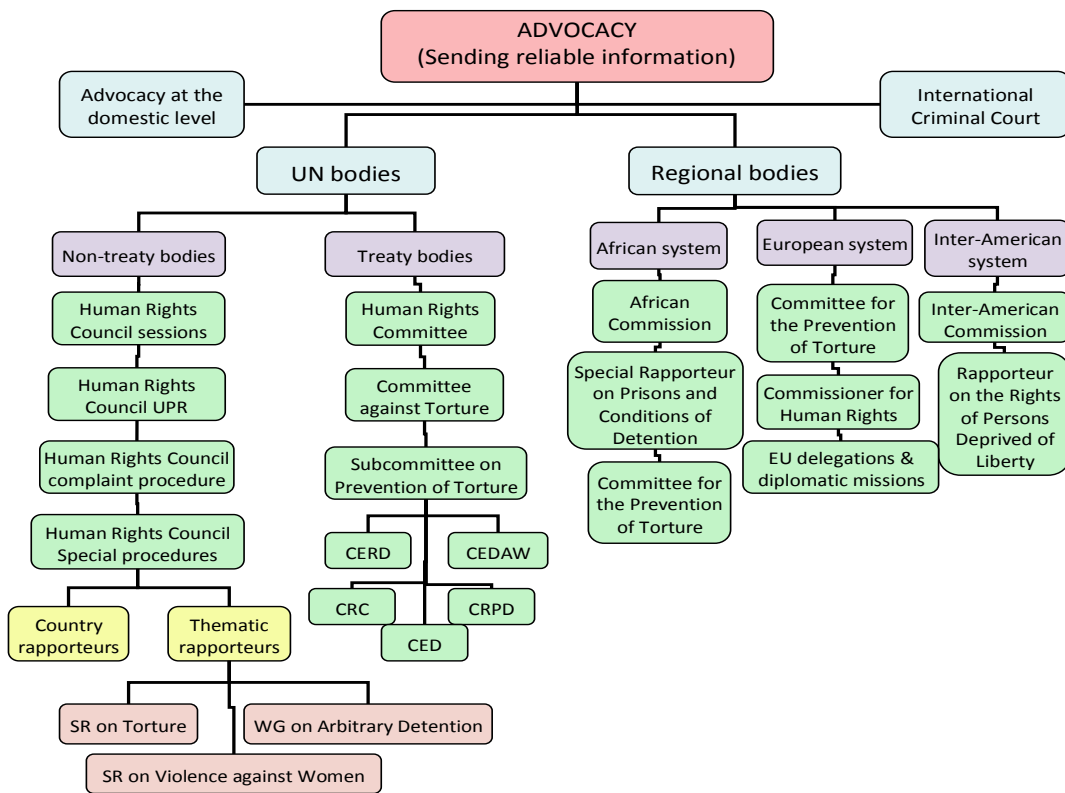 ADVOCACY
(Sending reliable information)
Advocacy at the
domestic level
International
Criminal Court
UN bodies
Regional bodies
Non-treaty bodies
Treaty bodies
African system
European system
Inter-American
system
Human Rights
Council sessions
Human Rights
Council UPR
Human Rights Council
complaint procedure
Human Rights Council
Special procedures
Country
rapporteurs
Thematic
rapporteurs
SR on Torture
WG on Arbitrary Detention
SR on Violence against Women
Human Rights
Committee
Committee
against Torture
Subcommittee on
Prevention of Torture
CERD
CEDAW
CRC
CRPD
CED
African
Commission
Special Rapporteur
on Prisons and
Conditions of
Detention
Committee for
the Prevention
of Torture
Committee for
the Prevention
of Torture
Commissioner for
Human Rights
EU delegations &
diplomatic missions
Inter-American
Commission
Rapporteur
on the Rights
of Persons
Deprived of
Liberty